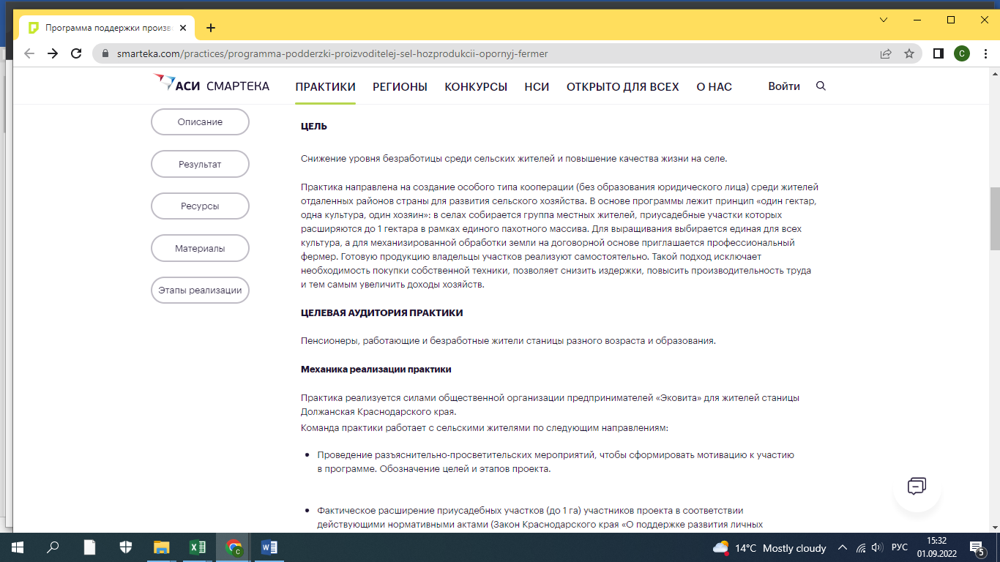 Программа поддержки произв
smarteka.com/practices/programma-podderzki-proizvoditelej-sel-hozprodukcii-opornyj-fermer
C
АСИ СМАРТЕКА
ПРАКТИКИ РЕГИОНЫ КОНКУРСЫ НСИ ОТКРЫТО ДЛЯ ВСЕХ О НАС Войти
Описание
Результат
Ресурсы
Материалы
Этапы реализации
ЦЕЛЬ
Снижение уровня безработицы среди сельских жителей и повышение качества жизни на селе.
Практика направлена на создание особого типа кооперации (без образования юридического лица) среди жителей
отдаленных районов страны для развития сельского хозяйства. В основе программы лежит принцип «один гектар,
одна культура, один хозяин»: в селах собирается группа местных жителей, приусадебные участки которых
расширяются до 1 гектара в рамках единого пахотного массива. Для выращивания выбирается единая для всех
культура, а для механизированной обработки земли на договорной основе приглашается профессиональный
фермер. Готовую продукцию владельцы участков реализуют самостоятельно. Такой подход исключает
необходимость покупки собственной техники, позволяет снизить издержки, повысить производительность труда
и тем самым увеличить доходы хозяйств.
ЦЕЛЕВАЯ АУДИТОРИЯ ПРАКТИКИ
Пенсионеры, работающие и безработные жители станицы разного возраста и образования.
Механика реализации практики
Практика реализуется силами общественной организации предпринимателей «Эковита» для жителей станицы
Должанская Краснодарского края.
Команда практики работает с сельскими жителями по следующим направлениям:
Проведение разъяснительно-просветительских мероприятий, чтобы сформировать мотивацию к участию
в программе. Обозначение целей и этапов проекта.
Фактическое расширение приусадебных участков (до 1 га) участников проекта в соответствии
действующими нормативными актами (Закон Краснодарского края «О поддержке развития личных
14°C Mostly cloudy РУС
15:32
01.09.2022
5